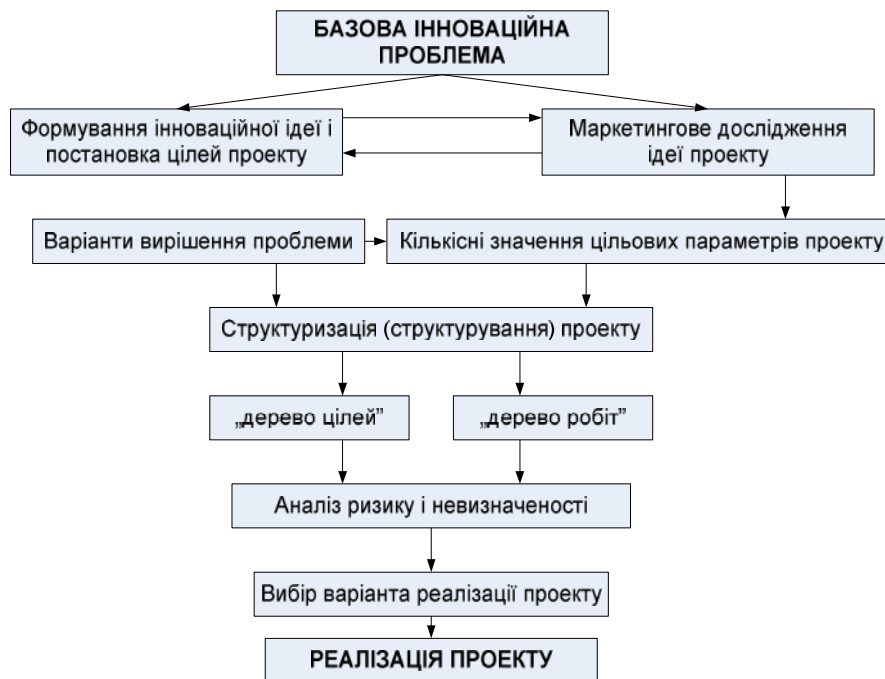 БАЗОВА ІННОВАЦІЙНА
ПРОБЛЕМА
Формування інноваційної ідеї і
постановка цілей проекту
Маркетингове дослідження
ідеї проекту
Варіанти вирішення проблеми
Кількісні значення цільових параметрів проекту
Структуризація (структурування) проекту
„дерево цілей”
„дерево робіт”
Аналіз ризику і невизначеності
Вибір варіанта реалізації проекту
РЕАЛІЗАЦІЯ ПРОЕКТУ